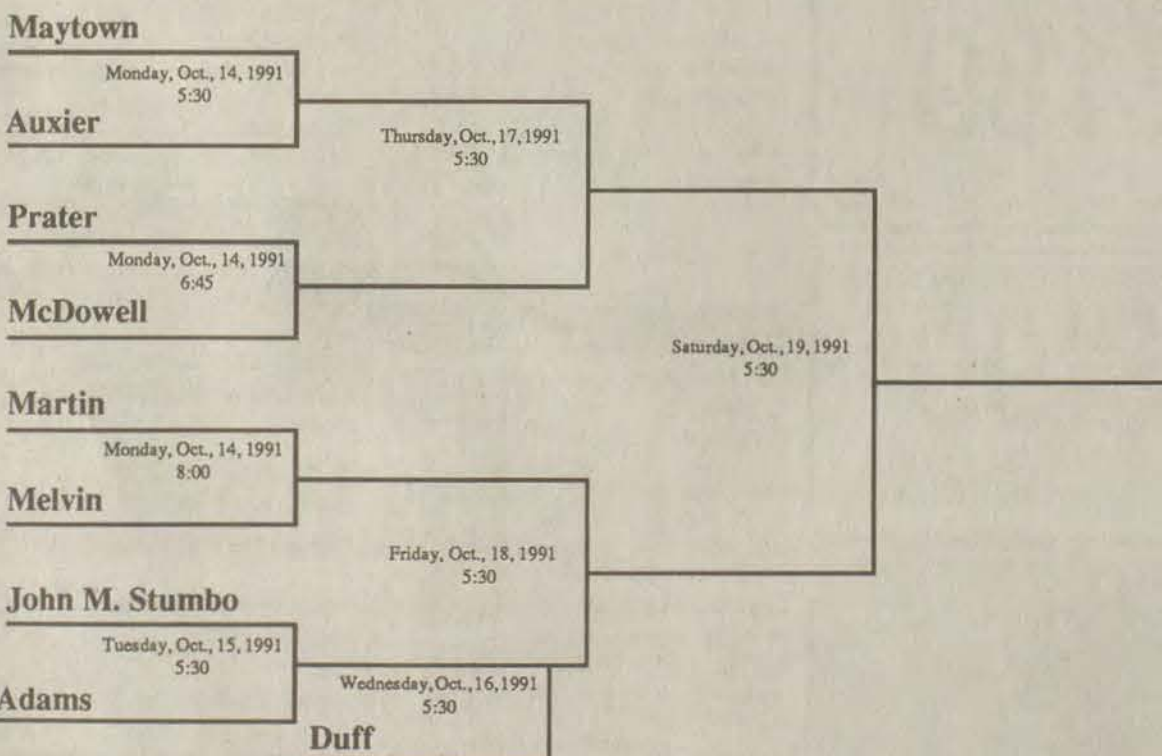 Maytown
Monday, Oct., 14, 1991
5:30
Auxier
Thursday, Oct., 17, 1991
5:30
Prater
Monday, Oct., 14, 1991
6:45
McDowell
Saturday, Oct., 19, 1991
5:30
Martin
Monday, Oct., 14, 1991
8:00
Melvin
Friday, Oct., 18, 1991
5:30
John M. Stumbo
Tuesday, Oct., 15, 1991
5:30
Adams
Wednesday, Oct., 16, 1991
5:30
Duff